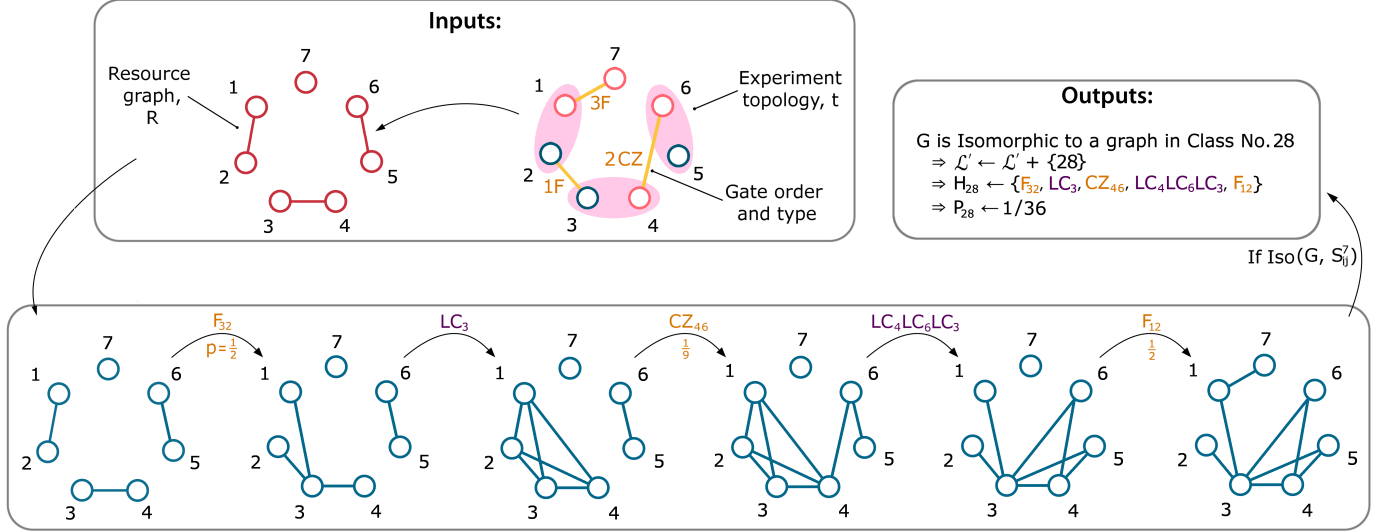 Inputs:
Resource
graph,
R
1
2
3
4
5
6
7
1
2
3
4
5
6
7
3F
2CZ
1F
Experiment
topology, t
Gate order
and type
Outputs:
G is Isomorphic to a graph in Class No.28
⇒ ℒ′ ← ℒ′ + {28}
⇒ H₂₈ ← {F₃₂, LC₃, CZ₄₆, LC₄LC₆LC₃, F₁₂}
⇒ P₂₈ ← 1/36
If Iso(G, S⁷ᵢⱼ)
F₃₂
p=1/2
LC₃
CZ₄₆
1/9
LC₄LC₆LC₃
F₁₂
1/2
1
2
3
4
5
6
7
1
2
3
4
5
6
7
1
2
3
4
5
6
7
1
2
3
4
5
6
7
1
2
3
4
5
6
7
1
2
3
4
5
6
7